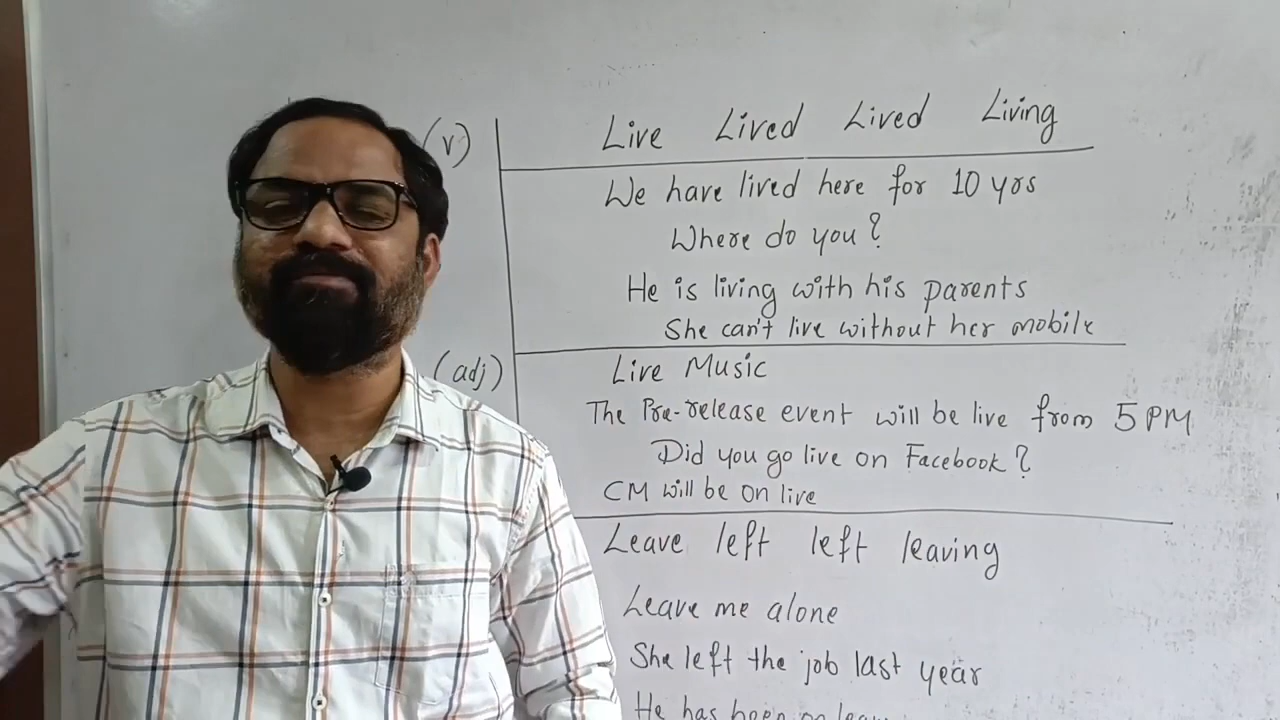 (v) Live Lived Lived Living
We have lived here for 10 yrs
Where do you?
He is living with his parents
She can't live without her mobile
(adj) Live Music
The Pre-release event will be live from 5 PM
Did you go live on Facebook?
CM will be on live
Leave left left leaving
Leave me alone
She left the job last year
He has been on